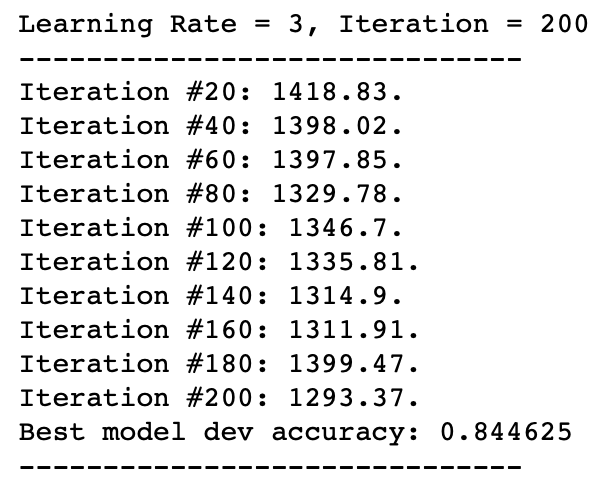 Learning Rate = 3, Iteration = 200
------------------------------
Iteration #20: 1418.83.
Iteration #40: 1398.02.
Iteration #60: 1397.85.
Iteration #80: 1329.78.
Iteration #100: 1346.7.
Iteration #120: 1335.81.
Iteration #140: 1314.9.
Iteration #160: 1311.91.
Iteration #180: 1399.47.
Iteration #200: 1293.37.
Best model dev accuracy: 0.844625
------------------------------